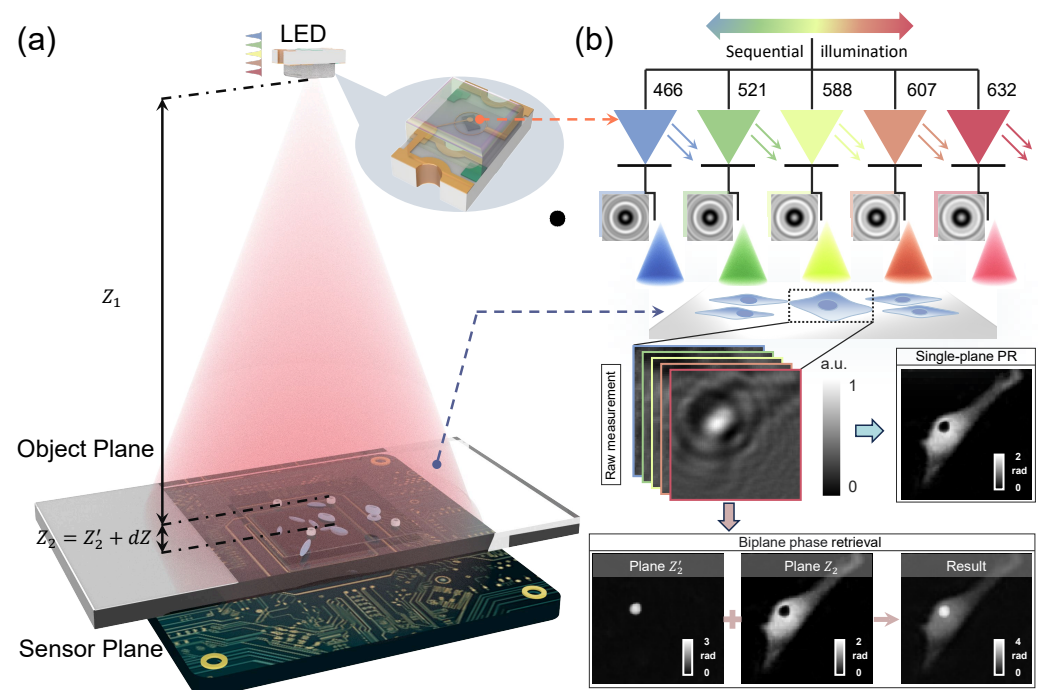 (a)
LED
Z₁
Object Plane
Z₂ = Z₂′ + dZ
Sensor Plane
(b)
Sequential illumination
466 521 588 607 632
Raw measurement
a.u.
1
0
Single-plane PR
2
rad
0
Biplane phase retrieval
Plane Z₂′
3
rad
0
Plane Z₂
2
rad
0
Result
4
rad
0